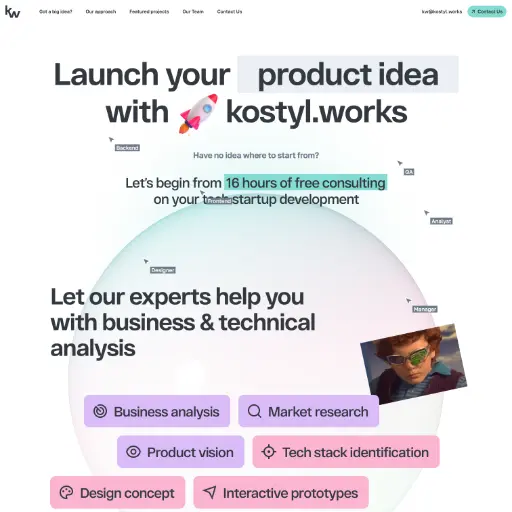 kw
Got a big idea?
Our approach
Featured projects
Our Team
Contact Us
kw@kostyl.works
Contact Us
Launch your product idea
with 🚀 kostyl.works
Backend
Have no idea where to start from?
QA
Let's begin from 16 hours of free consulting
on your tech startup development
Frontend
Analyst
Designer
Let our experts help you
with business & technical
analysis
Manager
Business analysis
Market research
Product vision
Tech stack identification
Design concept
Interactive prototypes